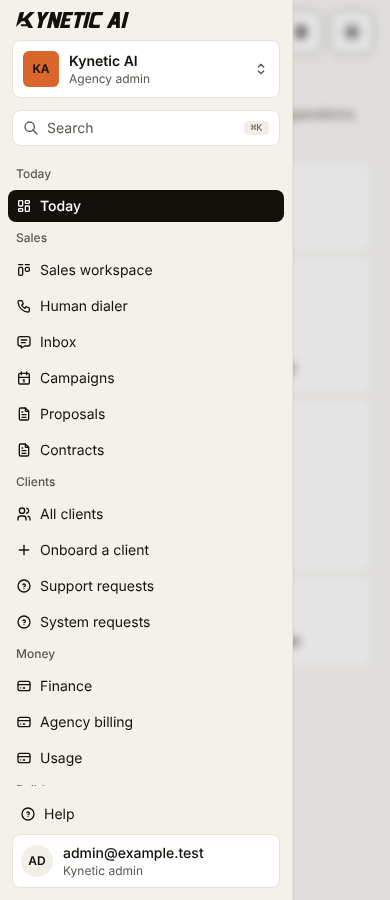 KYNETIC AI
KA
Kynetic AI
Agency admin
Search
⌘K
Today
Today
Sales
Sales workspace
Human dialer
Inbox
Campaigns
Proposals
Contracts
Clients
All clients
Onboard a client
Support requests
System requests
Money
Finance
Agency billing
Usage
Help
AD
admin@example.test
Kynetic admin